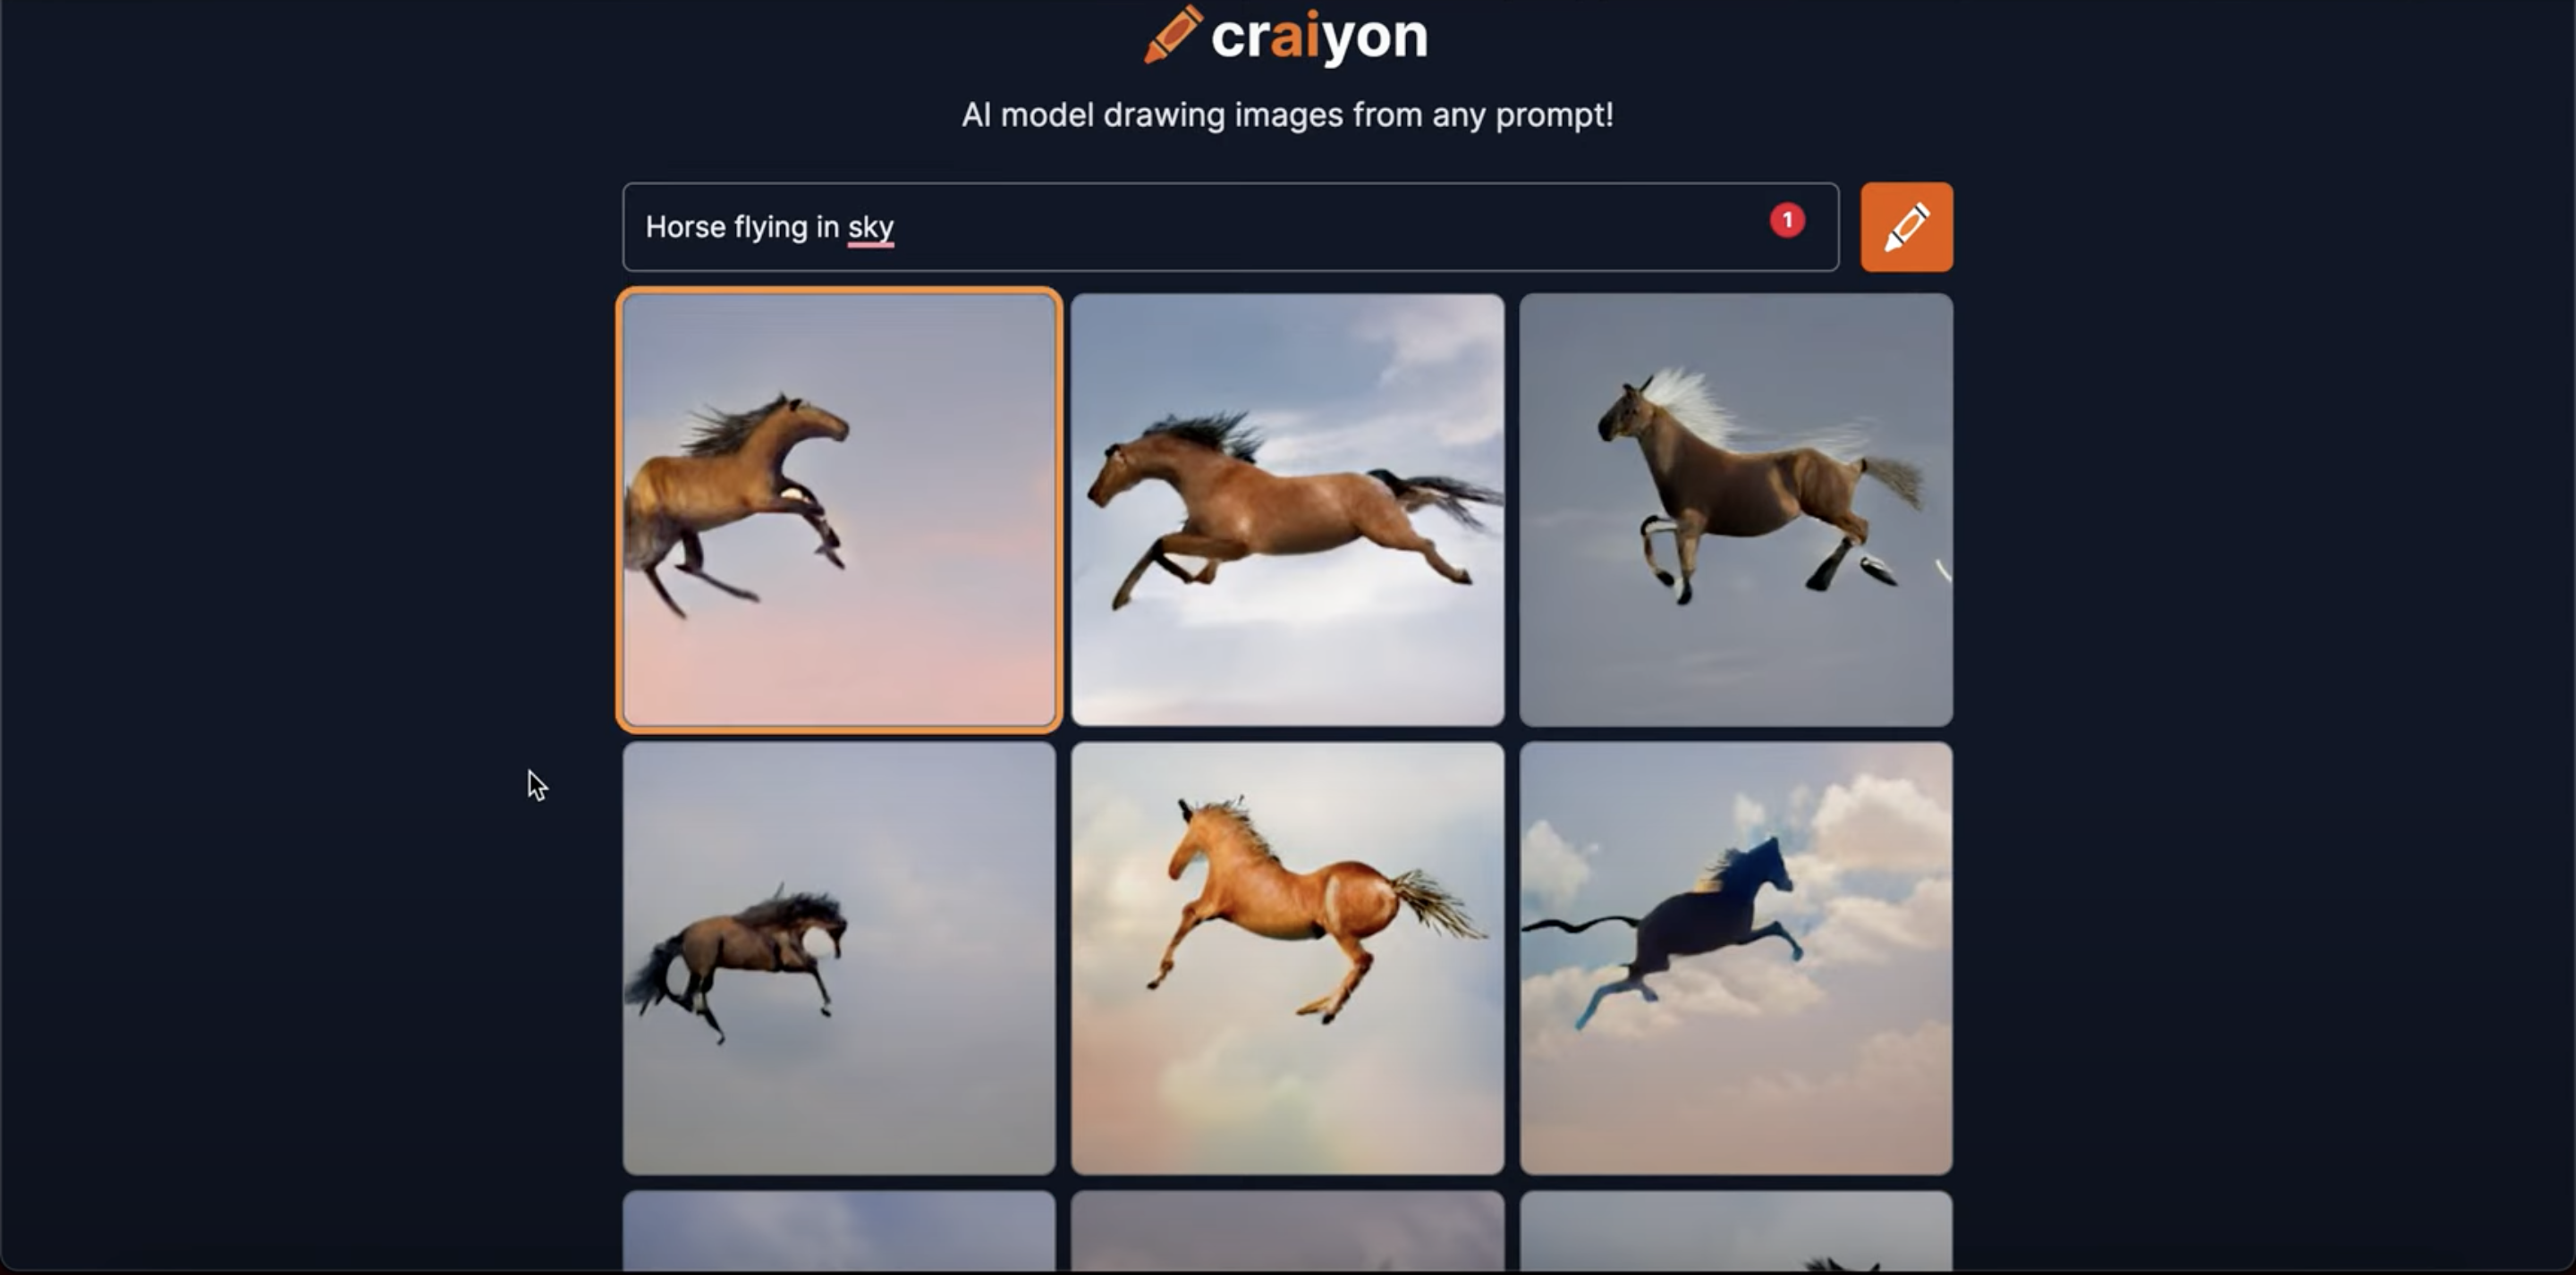 craiyon
AI model drawing images from any prompt!
Horse flying in sky
1